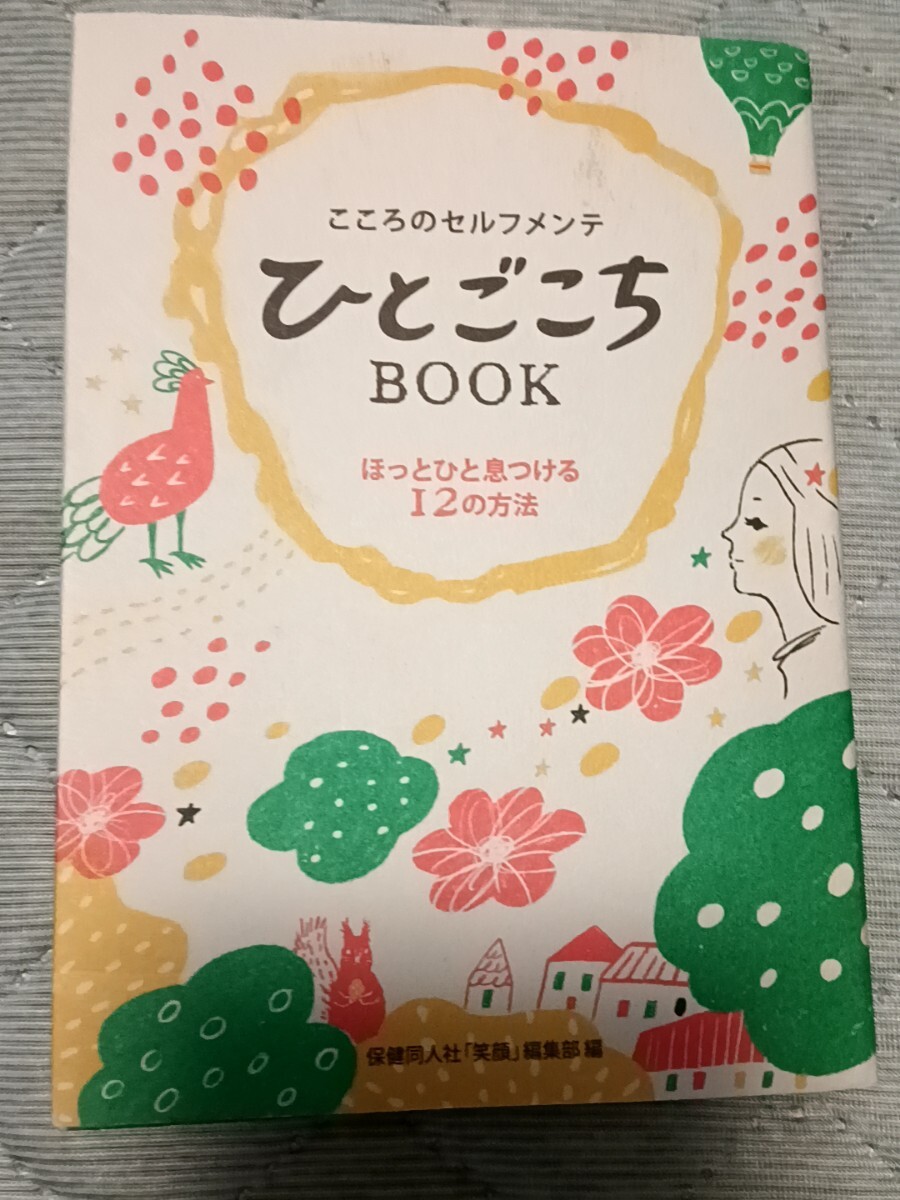 こころのセルフメンテ
ひとごこち
BOOK
ほっとひと息つける
12の方法
保健同人社「笑顔」編集部 編